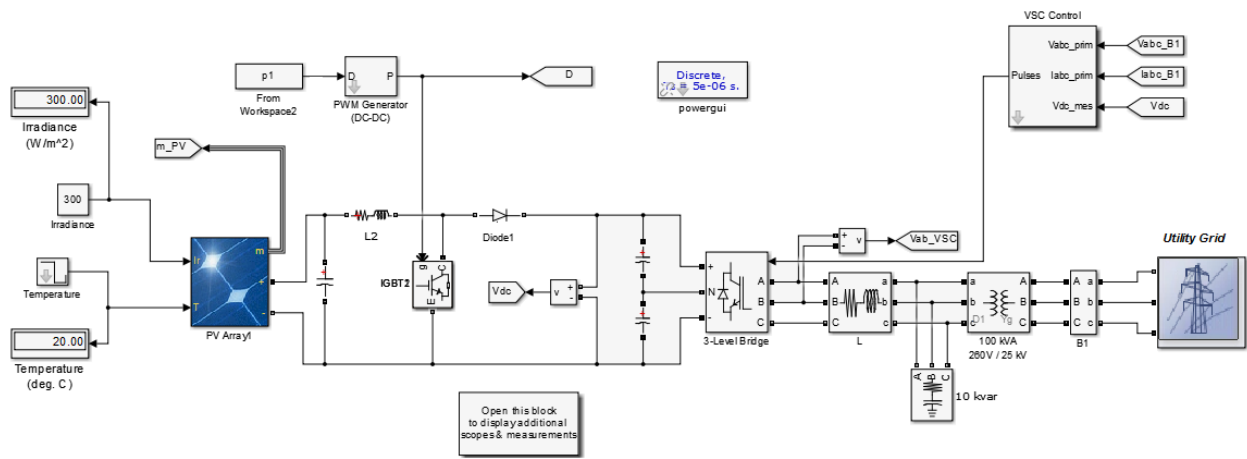 VSC Control
Vabc_prim
Vabc_B1
Pulses
Iabc_prim
Iabc_B1
Vdc_mes
Vdc
p1
From
Workspace2
D
P
PWM Generator
(DC-DC)
D
Discrete,
= 5e-06 s.
powergui
300.00
Irradiance
(W/m^2)
m_PV
300
Irradiance
Temperature
20.00
Temperature
(deg. C)
Ir
T
m
+
-
PV Array1
L2
g
C
E
IGBT2
Diode1
Vdc
v
+
-
+
N
-
A
B
C
3-Level Bridge
+
-
v
Vab_VSC
A
B
C
a
b
c
L
A
B
C
10 kvar
a
b
c
A
B
C
D1
Yg
100 kVA
260V / 25 kV
A
B
C
a
b
c
B1
Utility Grid
Open this block
to display additional
scopes & measurements